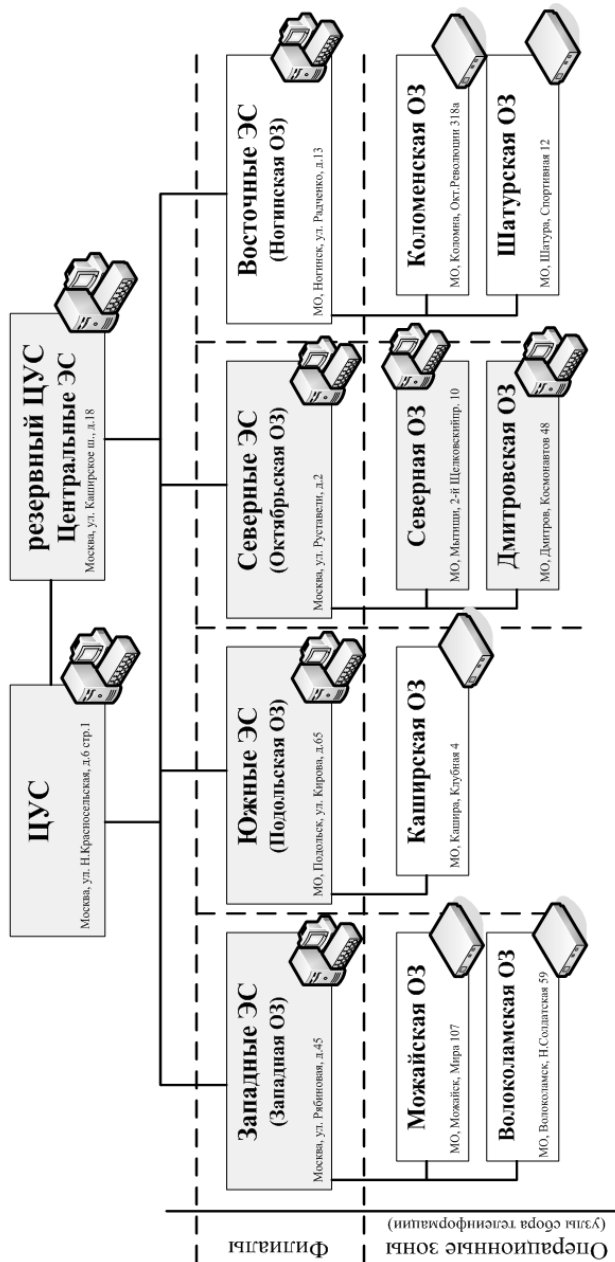 ЦУС
Москва, ул. Н.Красносельская, д.6 стр.1
резервный ЦУС
Центральные ЭС
Москва, ул. Каширское ш., д.18
Филиалы
Западные ЭС
(Западная ОЗ)
Москва, ул. Рябиновая, д.45
Южные ЭС
(Подольская ОЗ)
МО, Подольск, ул. Кирова, д.65
Северные ЭС
(Октябрьская ОЗ)
Москва, ул. Руставели, д.2
Восточные ЭС
(Ногинская ОЗ)
МО, Ногинск, ул. Радченко, д.13
Операционные зоны
(узлы сбора телеинформации)
Можайская ОЗ
МО, Можайск, Мира 107
Волоколамская ОЗ
МО, Волоколамск, Н.Солдатская 59
Каширская ОЗ
МО, Кашира, Клубная 4
Северная ОЗ
МО, Мытищи, 2-й Щелковскийпр. 10
Дмитровская ОЗ
МО, Дмитров, Космонавтов 48
Коломенская ОЗ
МО, Коломна, Окт.Революции 318а
Шатурская ОЗ
МО, Шатура, Спортивная 12